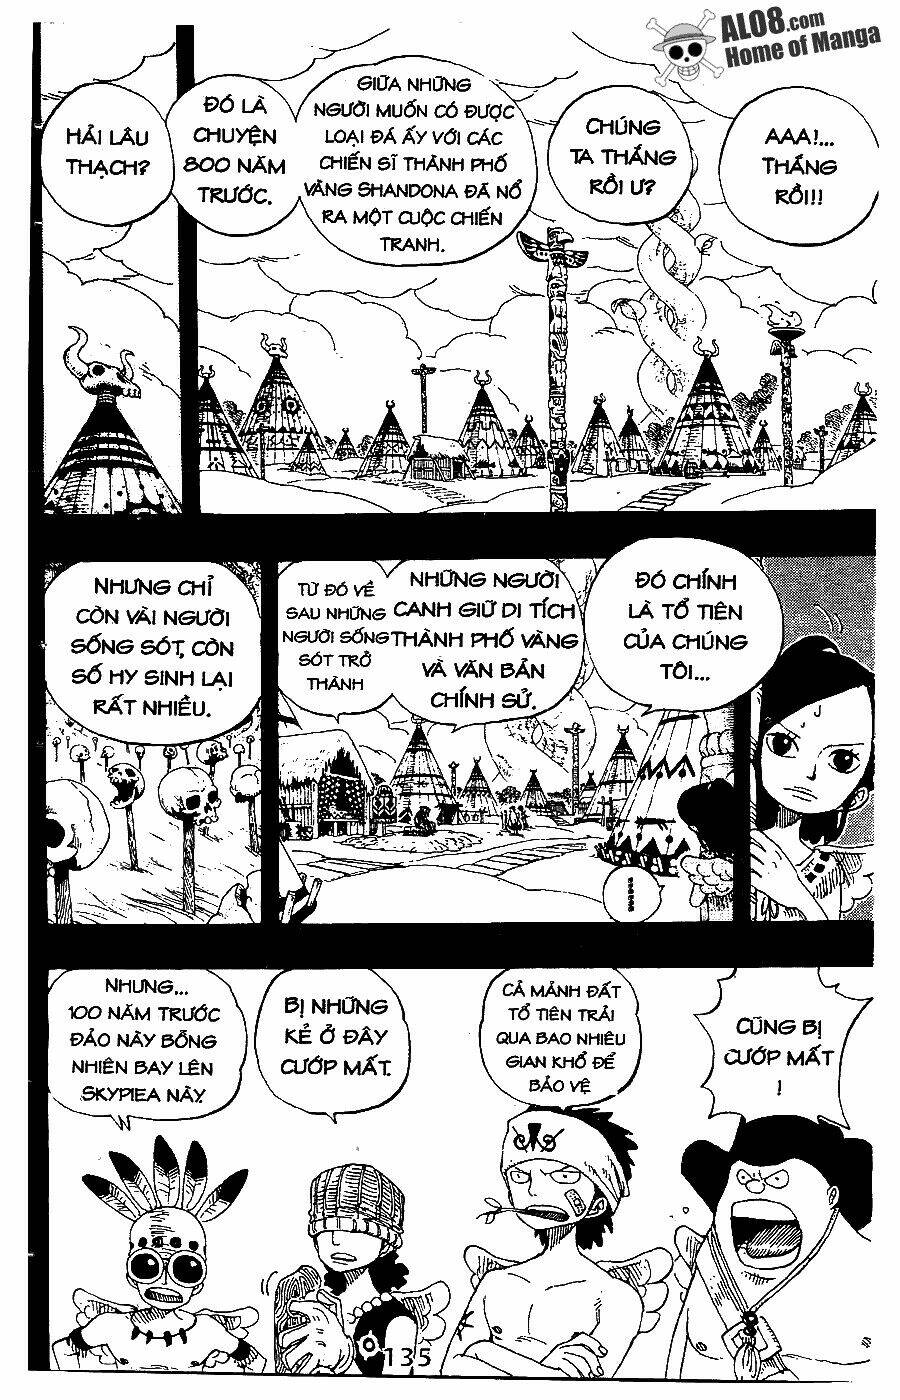 AL08.com
Home of Manga
HẢI LÂU
THẠCH?
ĐÓ LÀ
CHUYỆN
800 NĂM
TRƯỚC.
GIỮA NHỮNG
NGƯỜI MUỐN CÓ ĐƯỢC
LOẠI ĐÁ ẤY VỚI CÁC
CHIẾN SĨ THÀNH PHỐ
VÀNG SHANDONA ĐÃ NỔ
RA MỘT CUỘC CHIẾN
TRANH.
CHÚNG
TA THẮNG
RỒI Ư?
AAA!...
THẮNG
RỒI!!!
NHƯNG CHỈ
CÒN VÀI NGƯỜI
SỐNG SÓT, CÒN
SỐ HY SINH LẠI
RẤT NHIỀU.
TỪ ĐÓ VỀ
SAU NHỮNG
NGƯỜI SỐNG
SÓT TRỞ
THÀNH
NHỮNG NGƯỜI
CANH GIỮ DI TÍCH
THÀNH PHỐ VÀNG
VÀ VĂN BẢN
CHÍNH SỬ.
ĐÓ CHÍNH
LÀ TỔ TIÊN
CỦA CHÚNG
TÔI...
NHƯNG...
100 NĂM TRƯỚC
ĐẢO NÀY BỖNG
NHIÊN BAY LÊN
SKYPIEA NÀY
BỊ NHỮNG
KẺ Ở ĐÂY
CƯỚP MẤT.
CẢ MẢNH ĐẤT
TỔ TIÊN TRẢI
QUA BAO NHIÊU
GIAN KHỔ ĐỂ
BẢO VỆ
CŨNG BỊ
CƯỚP MẤT
!
135